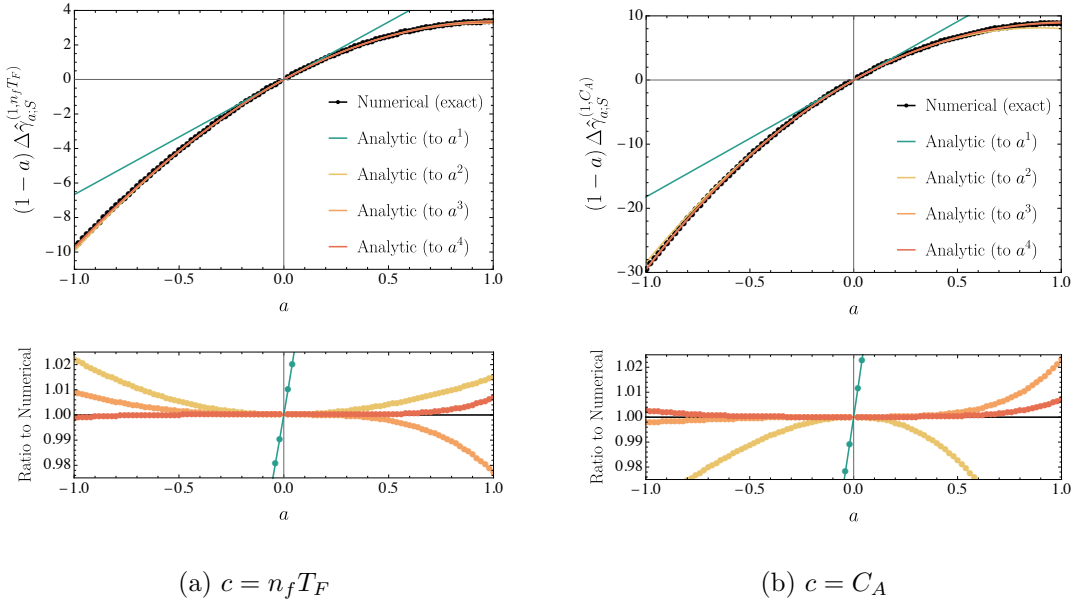 (1 − a) Δγ̂_{a;S}^{(1,n_f T_F)}
4
2
0
−2
−4
−6
−8
−10
Numerical (exact)
Analytic (to a^1)
Analytic (to a^2)
Analytic (to a^3)
Analytic (to a^4)
−1.0 −0.5 0.0 0.5 1.0
a
(1 − a) Δγ̂_{a;S}^{(1,C_A)}
10
0
−10
−20
−30
Numerical (exact)
Analytic (to a^1)
Analytic (to a^2)
Analytic (to a^3)
Analytic (to a^4)
−1.0 −0.5 0.0 0.5 1.0
a
Ratio to Numerical
1.02
1.01
1.00
0.99
0.98
−1.0 −0.5 0.0 0.5 1.0
a
Ratio to Numerical
1.02
1.01
1.00
0.99
0.98
−1.0 −0.5 0.0 0.5 1.0
a
(a) c = n_f T_F
(b) c = C_A